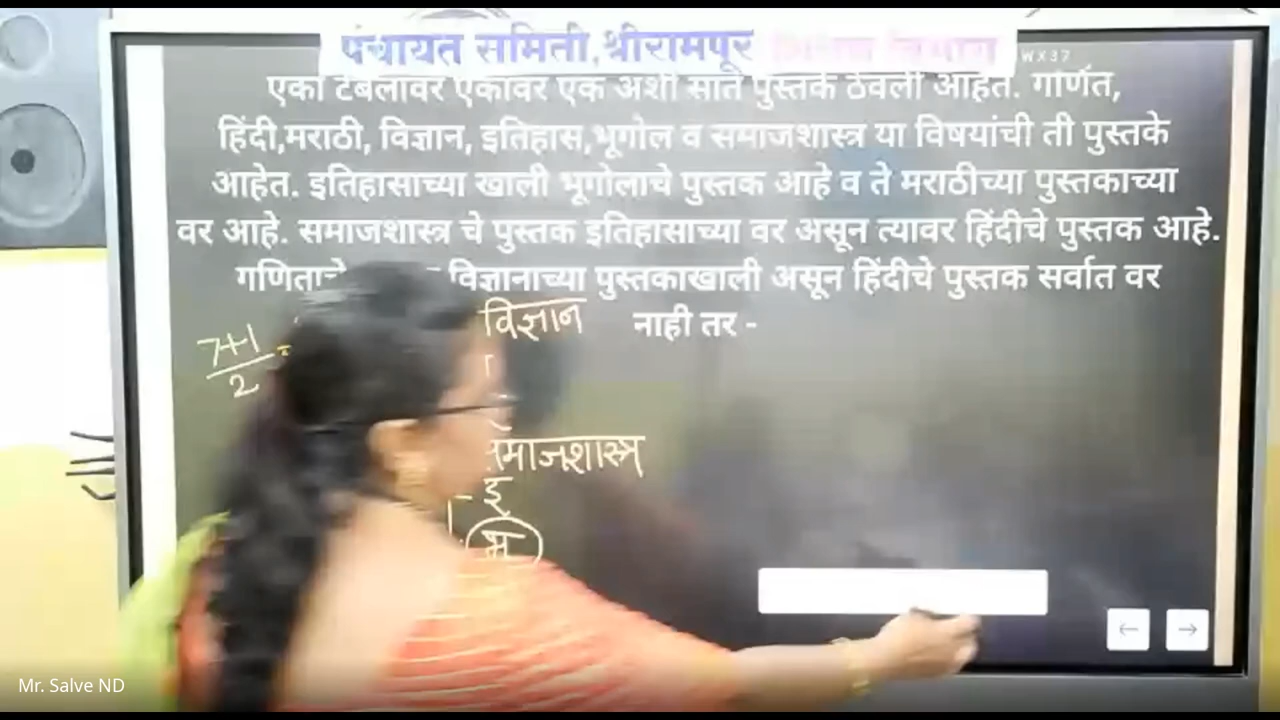 पंचायत समिती,श्रीरामपूर
WX37
एका टेबलावर एकावर एक अशी सात पुस्तके ठेवली आहेत. गणित,
हिंदी,मराठी, विज्ञान, इतिहास,भूगोल व समाजशास्त्र या विषयांची ती पुस्तके
आहेत. इतिहासाच्या खाली भूगोलाचे पुस्तक आहे व ते मराठीच्या पुस्तकाच्या
वर आहे. समाजशास्त्र चे पुस्तक इतिहासाच्या वर असून त्यावर हिंदीचे पुस्तक आहे.
गणिताचे विज्ञानाच्या पुस्तकाखाली असून हिंदीचे पुस्तक सर्वात वर
नाही तर -
विज्ञान
7+1
2
=
माजशास्त्र
- इ
भू
← →
Mr. Salve ND